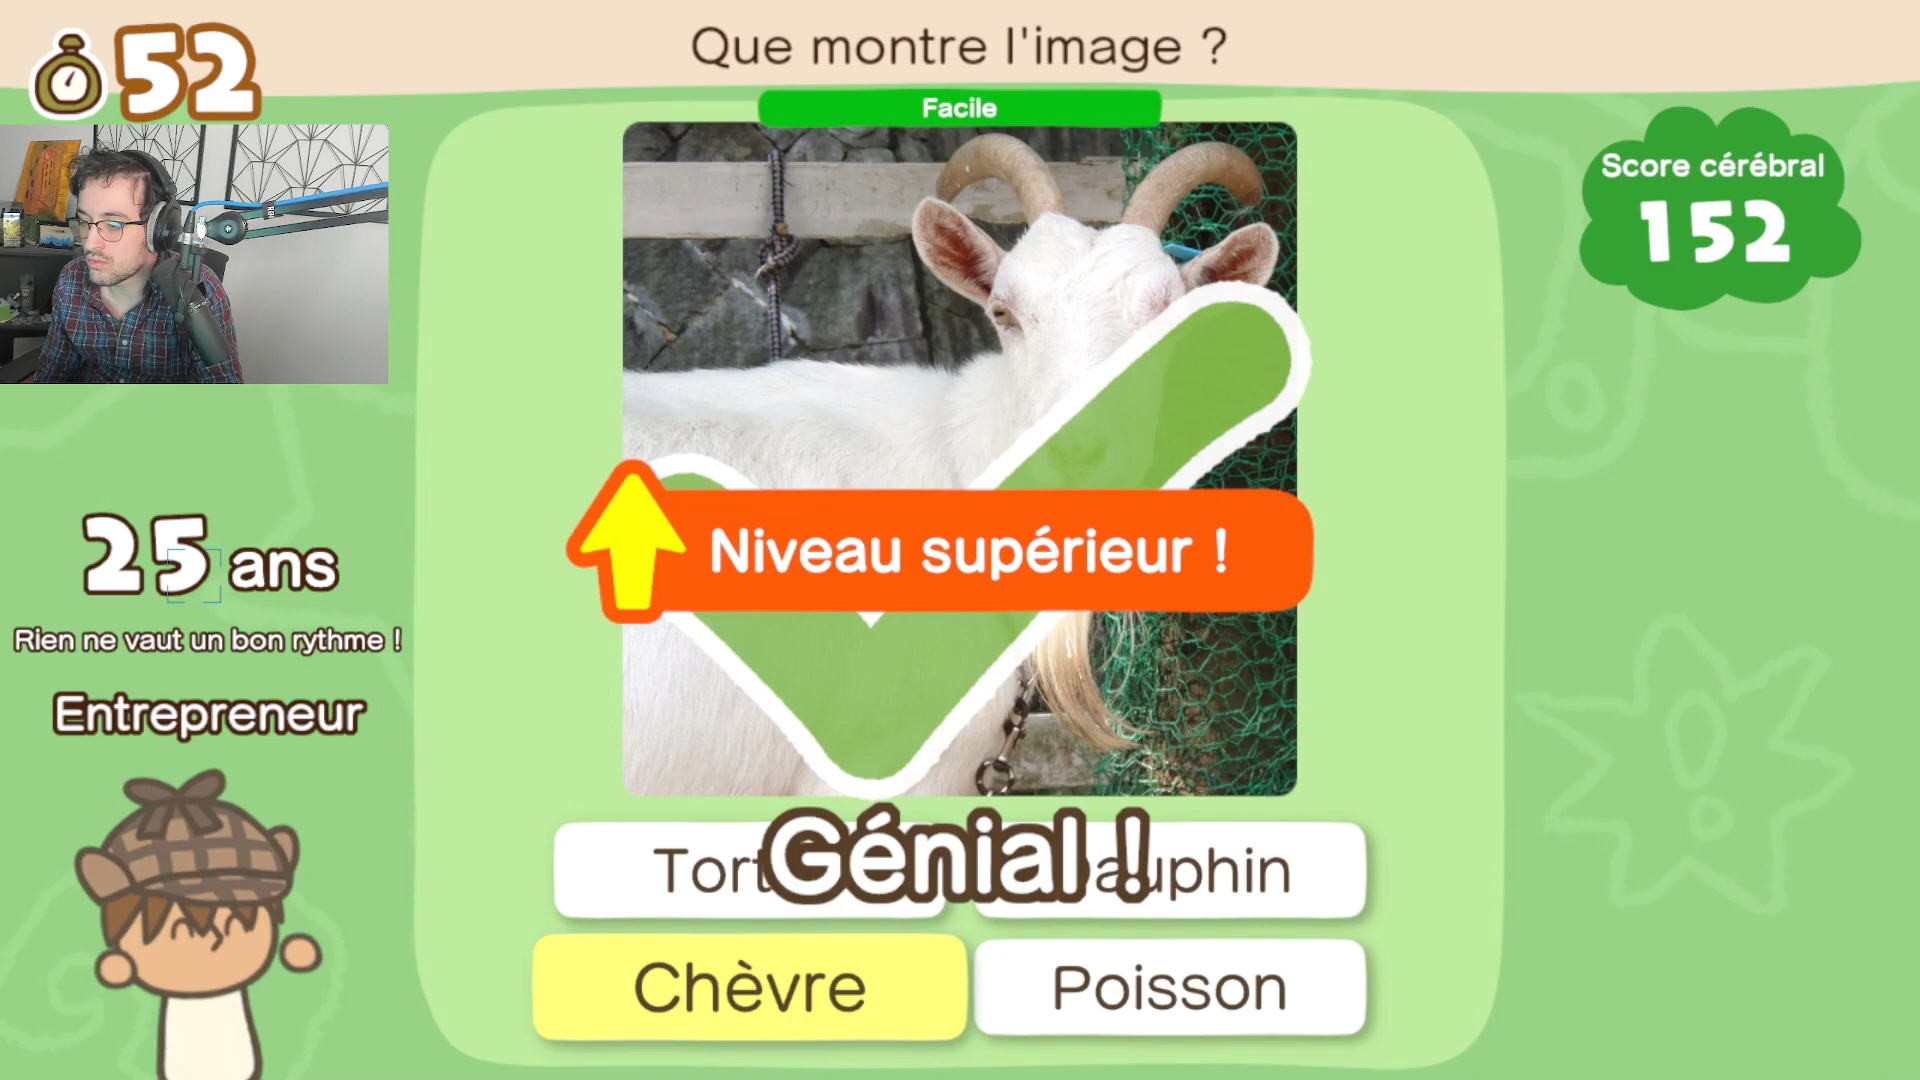 52
Que montre l'image ?
Facile
Score cérébral
152
25 ans
Rien ne vaut un bon rythme !
Entrepreneur
Niveau supérieur !
Génial !
Chèvre
Poisson